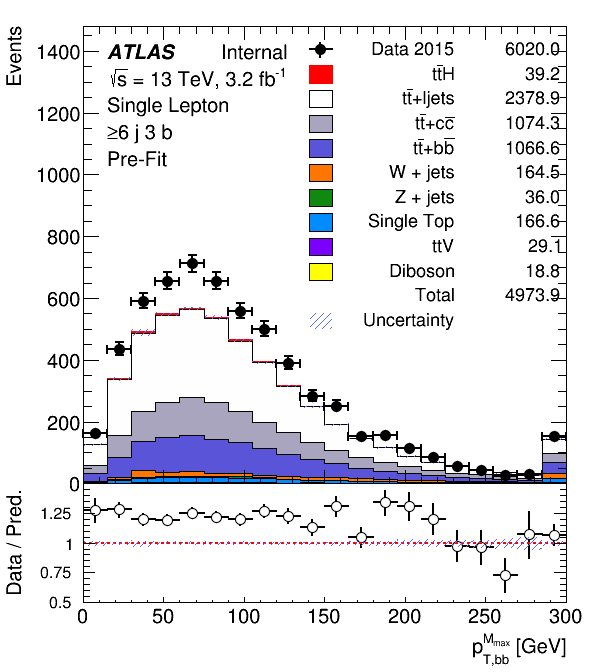 Events
1400
1200
1000
800
600
400
200
0
ATLAS Internal
√s = 13 TeV, 3.2 fb⁻¹
Single Lepton
≥6 j 3 b
Pre-Fit
Data 2015 6020.0
tt̄H 39.2
tt̄+ljets 2378.9
tt̄+cc̄ 1074.3
tt̄+bb̄ 1066.6
W + jets 164.5
Z + jets 36.0
Single Top 166.6
ttV 29.1
Diboson 18.8
Total 4973.9
Uncertainty
Data / Pred.
1.25
1
0.75
0.5
0 50 100 150 200 250 300
p_{T,bb}^{M_{max}} [GeV]